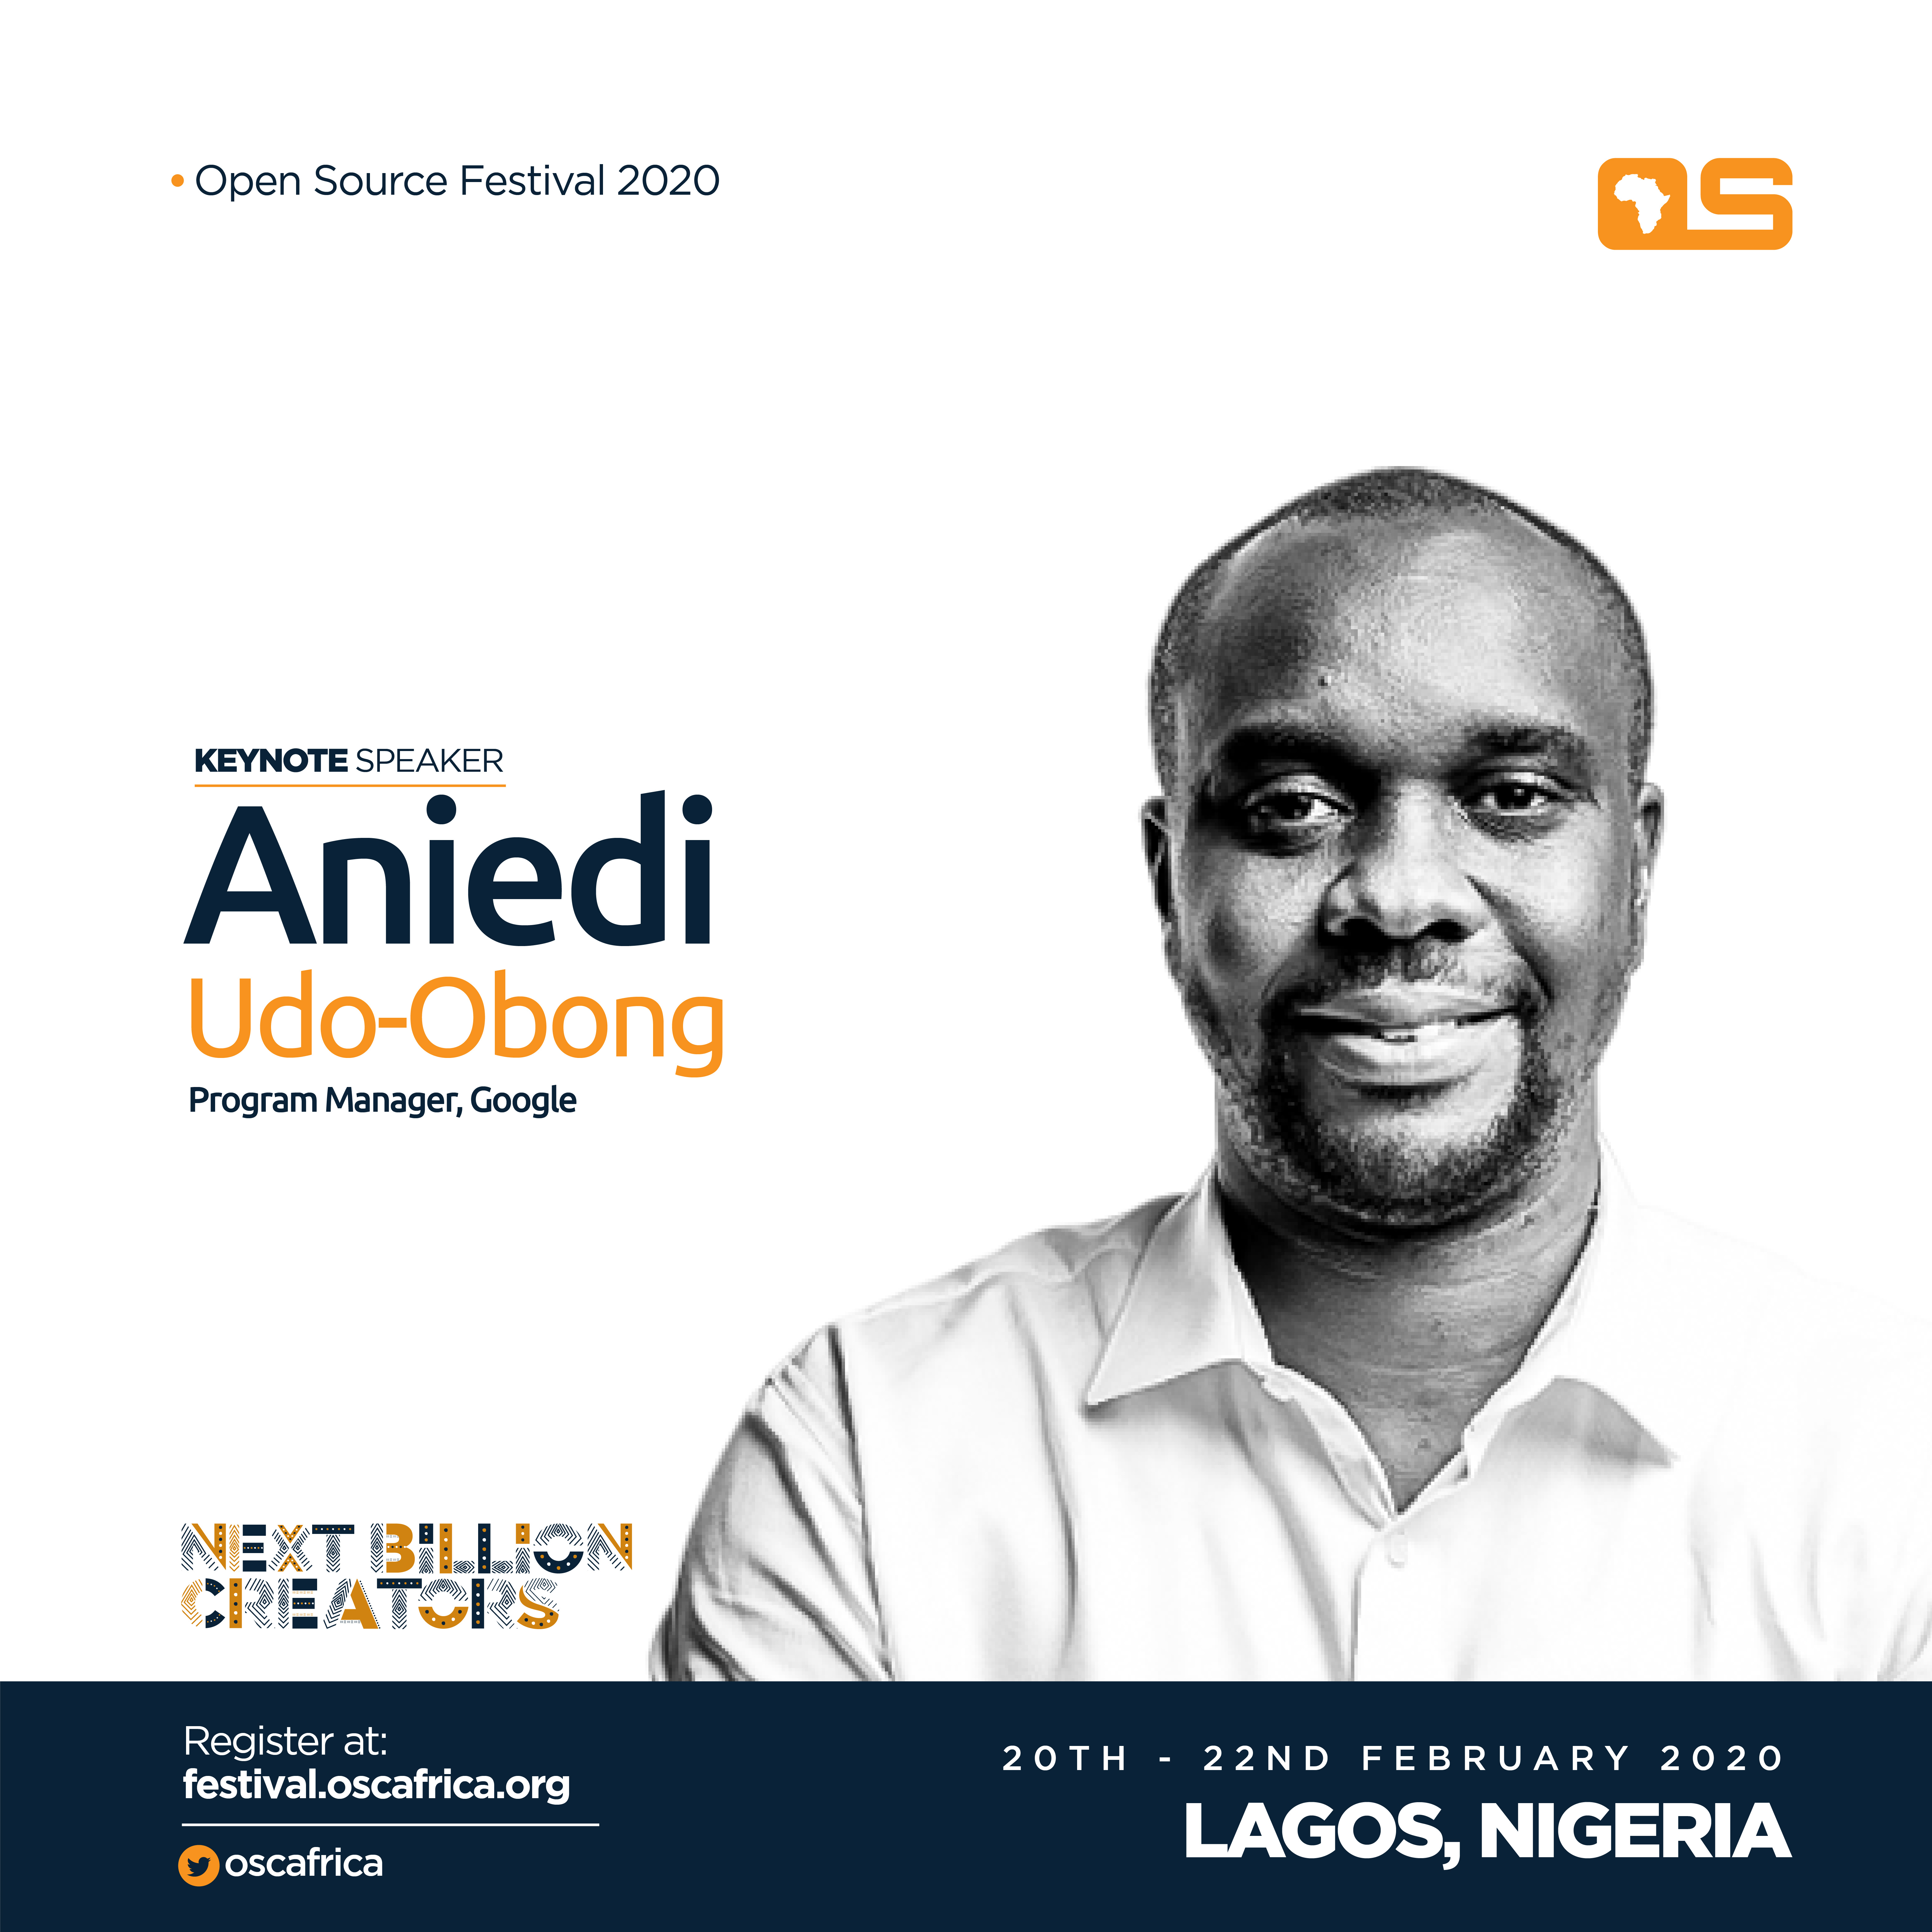 • Open Source Festival 2020
OS
KEYNOTE SPEAKER
Aniedi
Udo-Obong
Program Manager, Google
NEXT BILLION
CREATORS
Register at:
festival.oscafrica.org
oscafrica
20TH - 22ND FEBRUARY 2020
LAGOS, NIGERIA